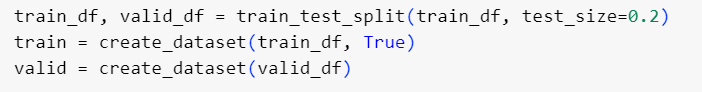 train_df, valid_df = train_test_split(train_df, test_size=0.2)
train = create_dataset(train_df, True)
valid = create_dataset(valid_df)